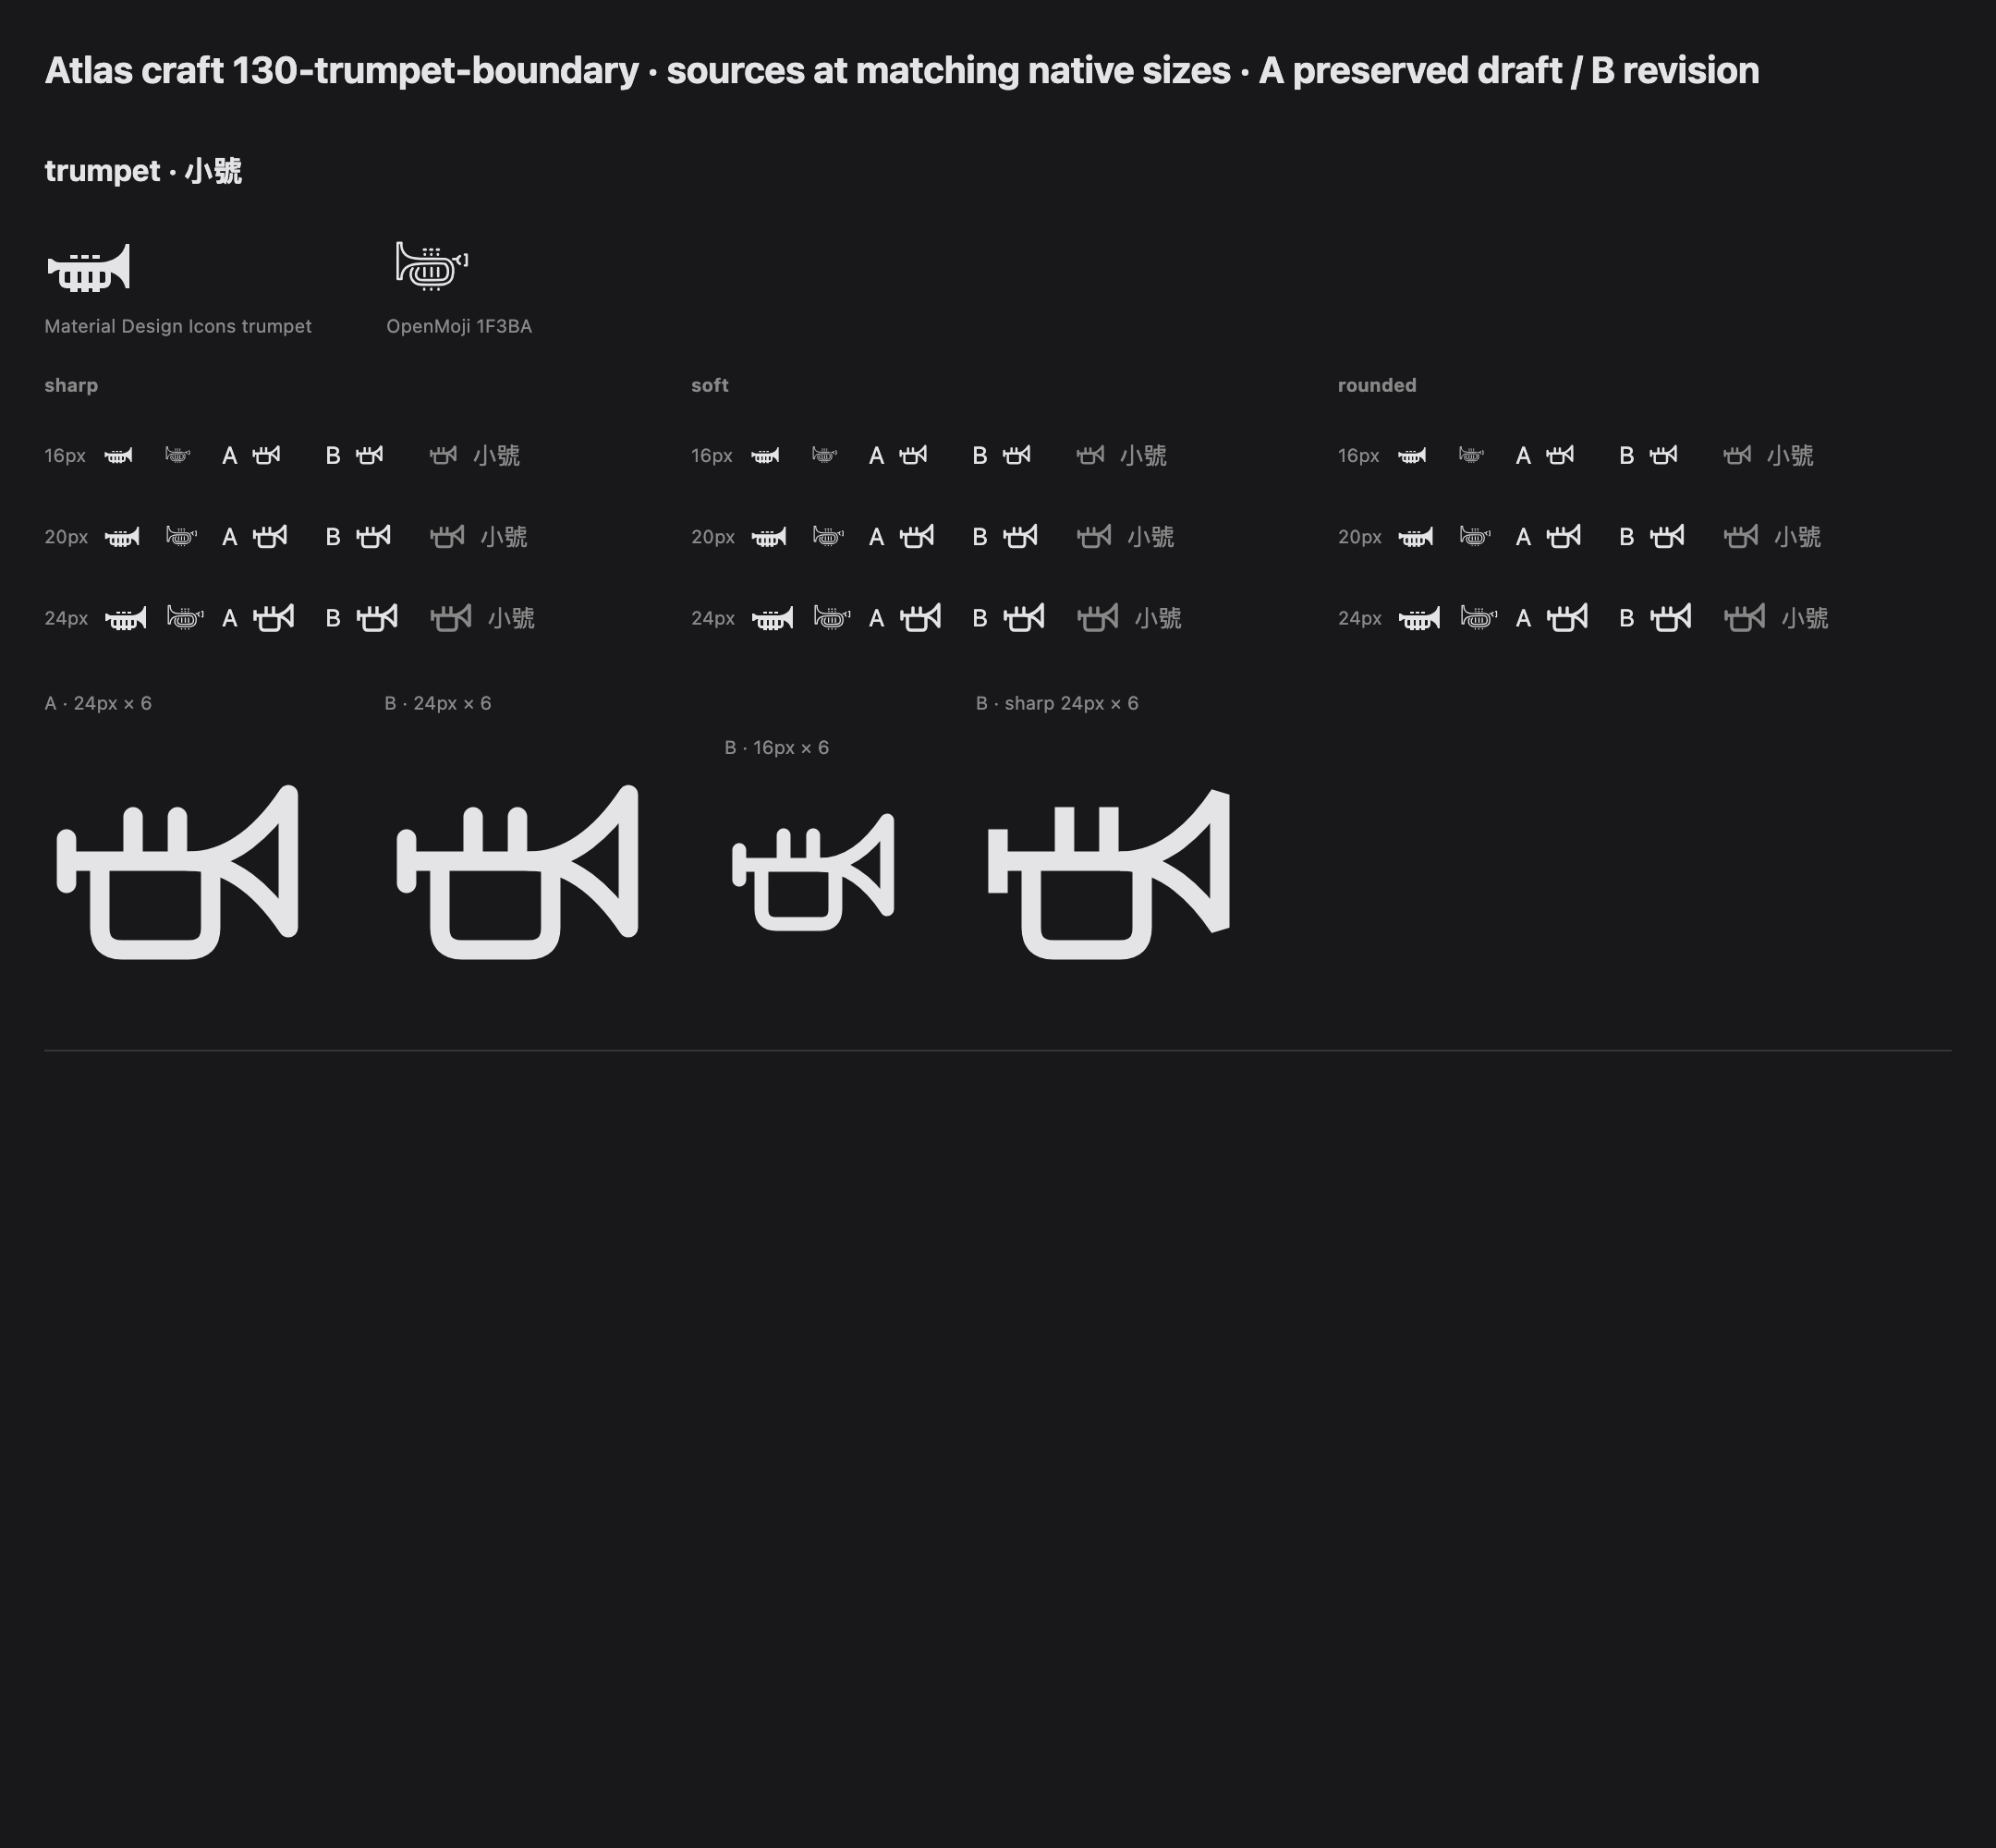 Atlas craft 130-trumpet-boundary · sources at matching native sizes · A preserved draft / B revision
trumpet · 小號
Material Design Icons trumpet
OpenMoji 1F3BA
sharp
soft
rounded
16px A B 小號
16px A B 小號
16px A B 小號
20px A B 小號
20px A B 小號
20px A B 小號
24px A B 小號
24px A B 小號
24px A B 小號
A · 24px × 6
B · 24px × 6
B · sharp 24px × 6
B · 16px × 6